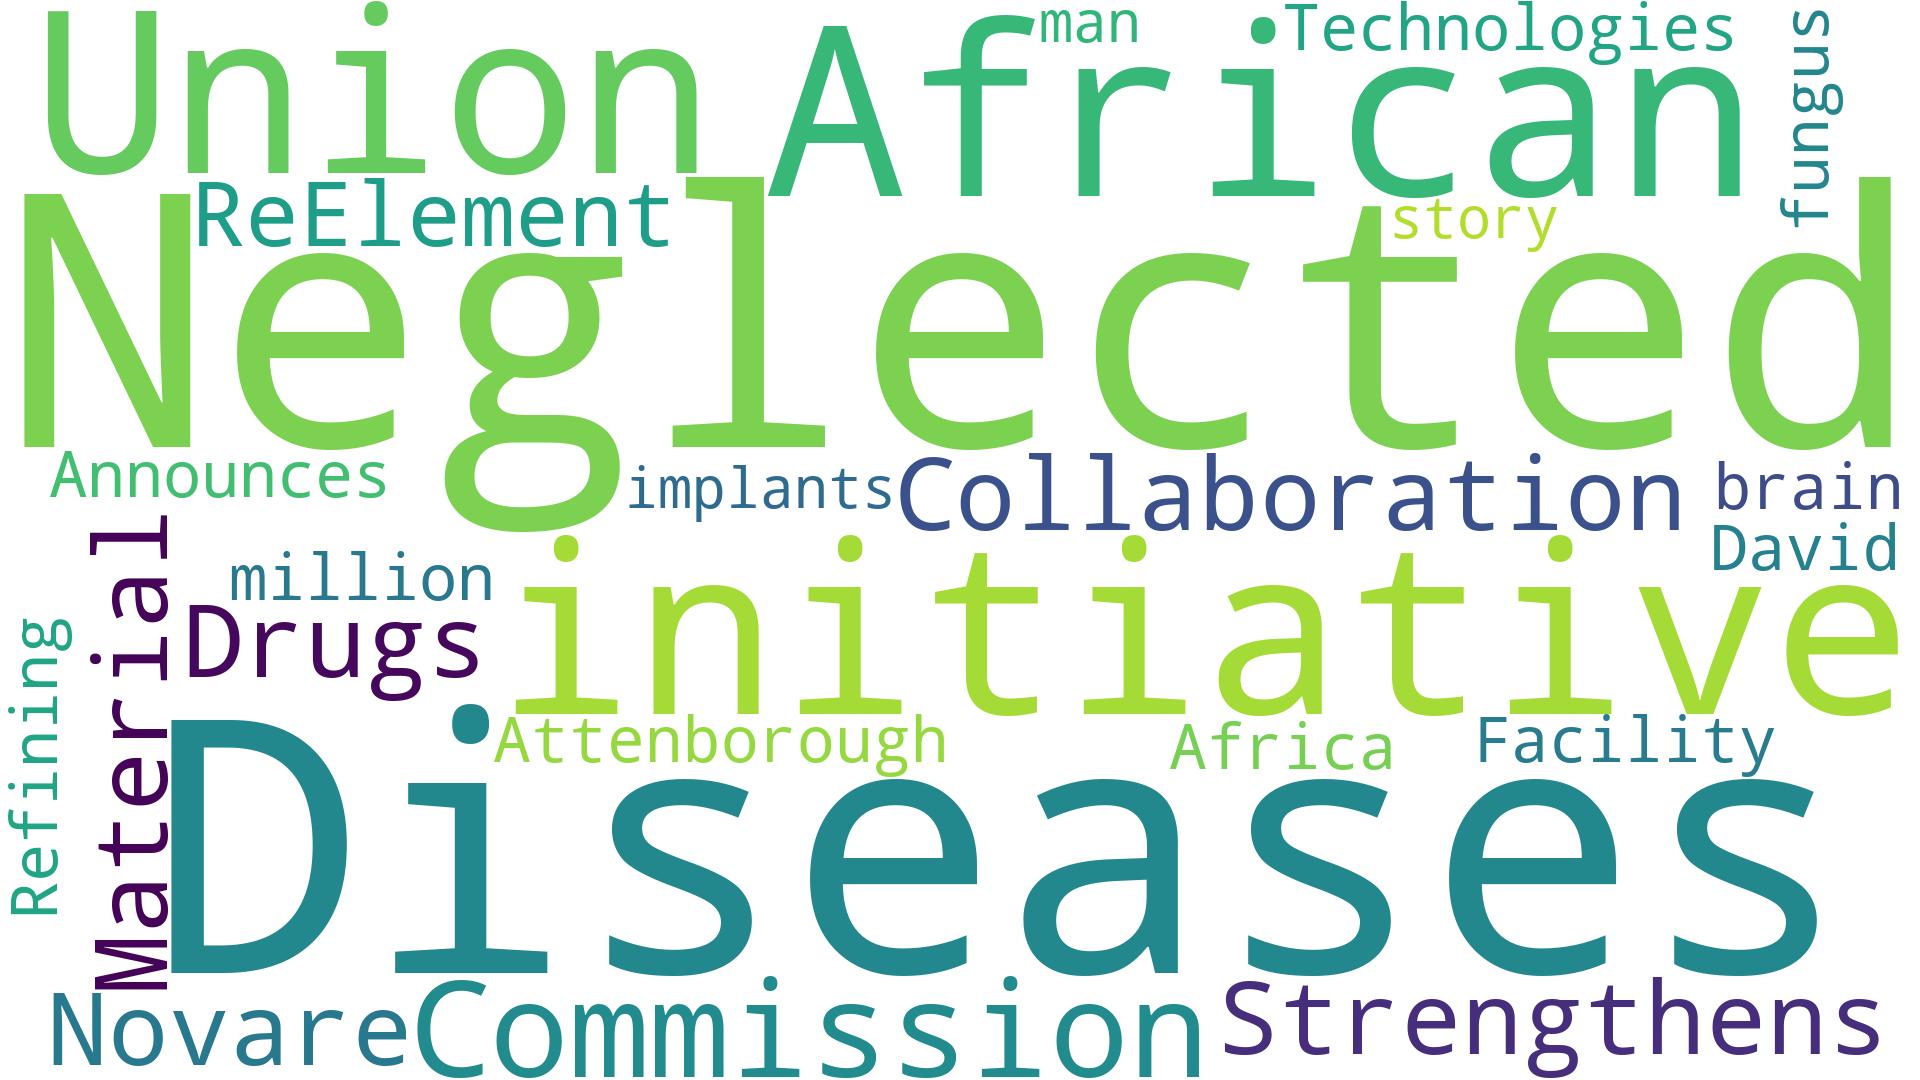 Union
African
man
Technologies
fungus
ReElement
story
Neglected
Announces
implants
Collaboration
brain
David
million
initiative
Drugs
Material
Refining
Attenborough
Africa
Facility
Diseases
Novare
Commission
Strengthens